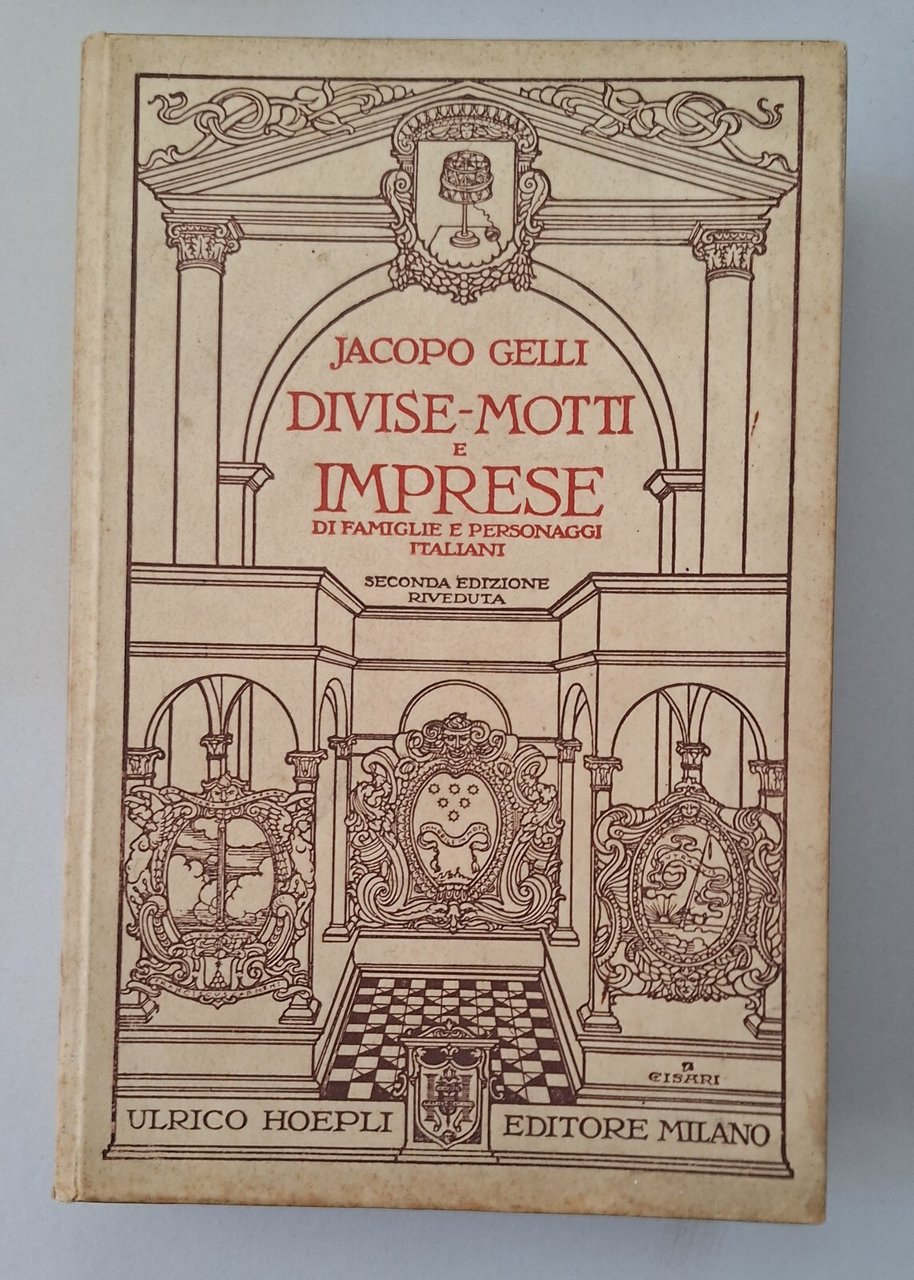 JACOPO GELLI
DIVISE-MOTTI
E
IMPRESE
DI FAMIGLIE E PERSONAGGI
ITALIANI
SECONDA EDIZIONE
RIVEDUTA
CISARI
ULRICO HOEPLI
EDITORE MILANO